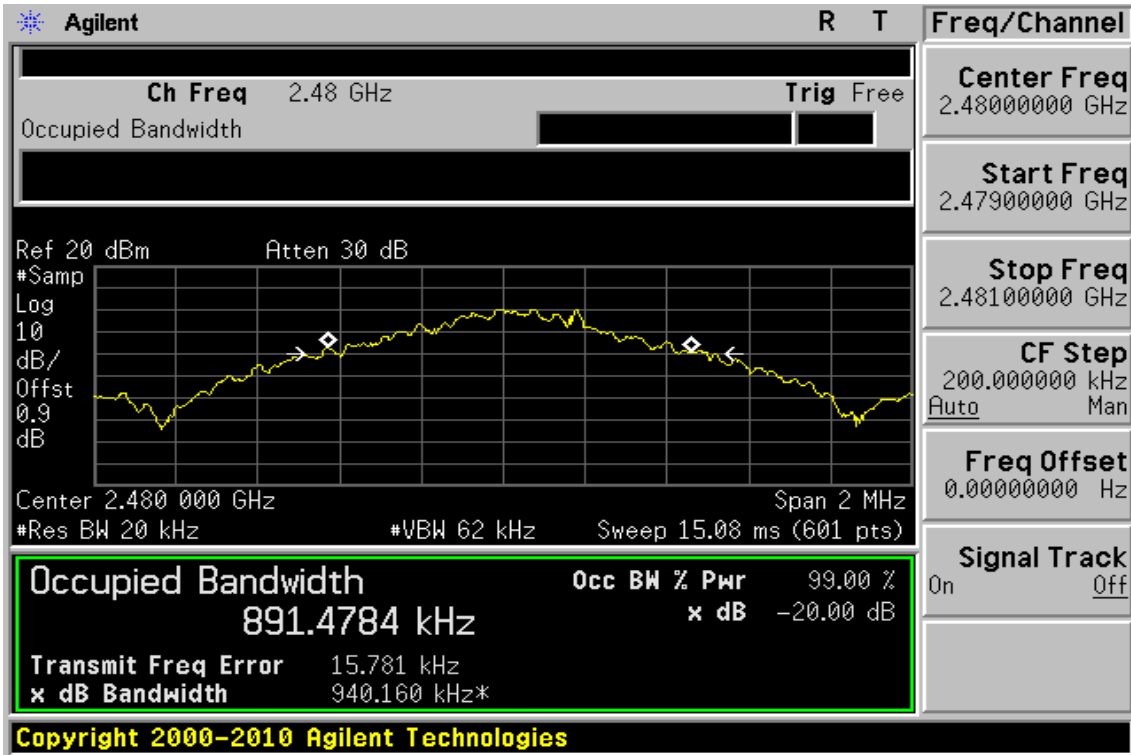 Agilent R T Freq/Channel
Ch Freq 2.48 GHz Trig Free
Occupied Bandwidth
Center Freq
2.48000000 GHz
Start Freq
2.47900000 GHz
Stop Freq
2.48100000 GHz
CF Step
200.000000 kHz
Auto Man
Freq Offset
0.00000000 Hz
Signal Track
On Off
Ref 20 dBm Atten 30 dB
#Samp
Log
10
dB/
Offst
0.9
dB
Center 2.480 000 GHz Span 2 MHz
#Res BW 20 kHz #VBW 62 kHz Sweep 15.08 ms (601 pts)
Occupied Bandwidth Occ BW % Pwr 99.00 %
891.4784 kHz x dB -20.00 dB
Transmit Freq Error 15.781 kHz
x dB Bandwidth 940.160 kHz*
Copyright 2000-2010 Agilent Technologies